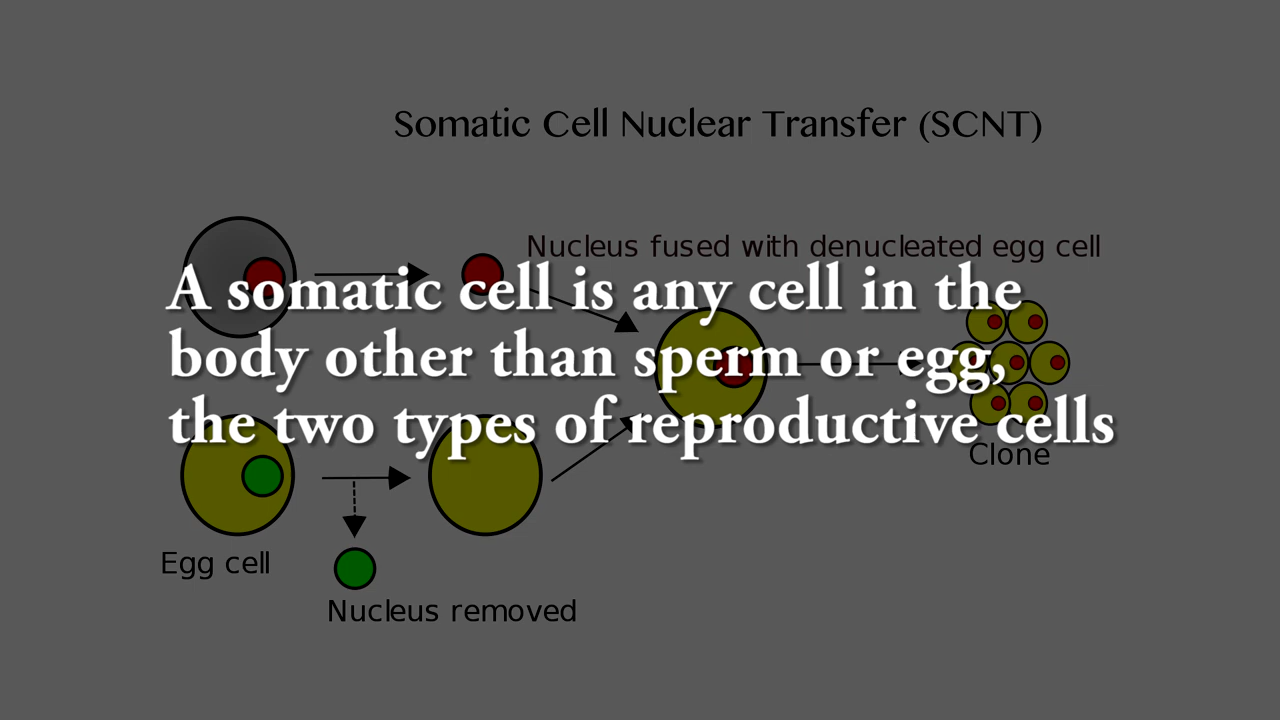 Somatic Cell Nuclear Transfer (SCNT)
Nucleus fused with denucleated egg cell
A somatic cell is any cell in the
body other than sperm or egg,
the two types of reproductive cells
Clone
Egg cell
Nucleus removed